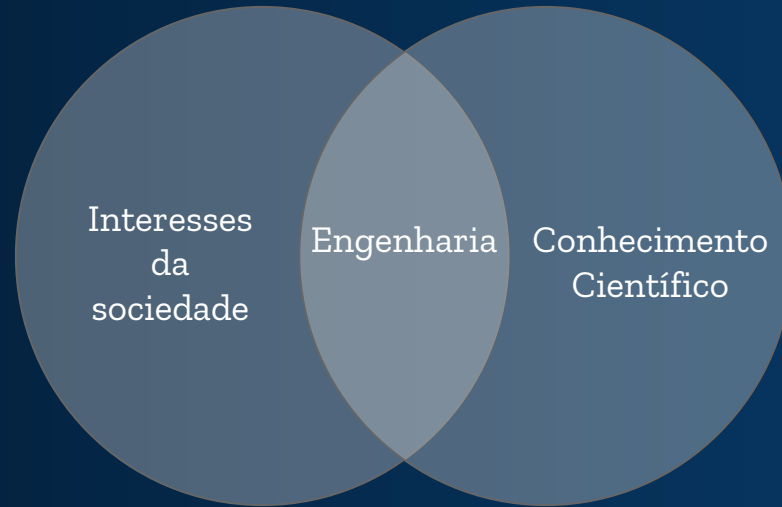 Interesses
da
sociedade
Engenharia
Conhecimento
Científico